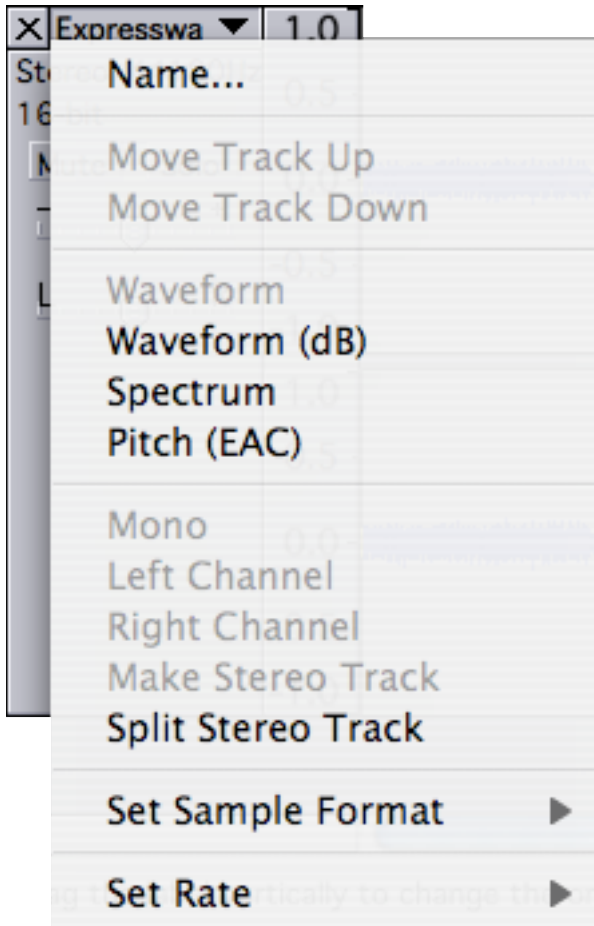 Expresswa
1.0
Name...
16
Move Track Up
Move Track Down
Waveform
Waveform (dB)
Spectrum
Pitch (EAC)
Mono
Left Channel
Right Channel
Make Stereo Track
Split Stereo Track
Set Sample Format
Set Rate